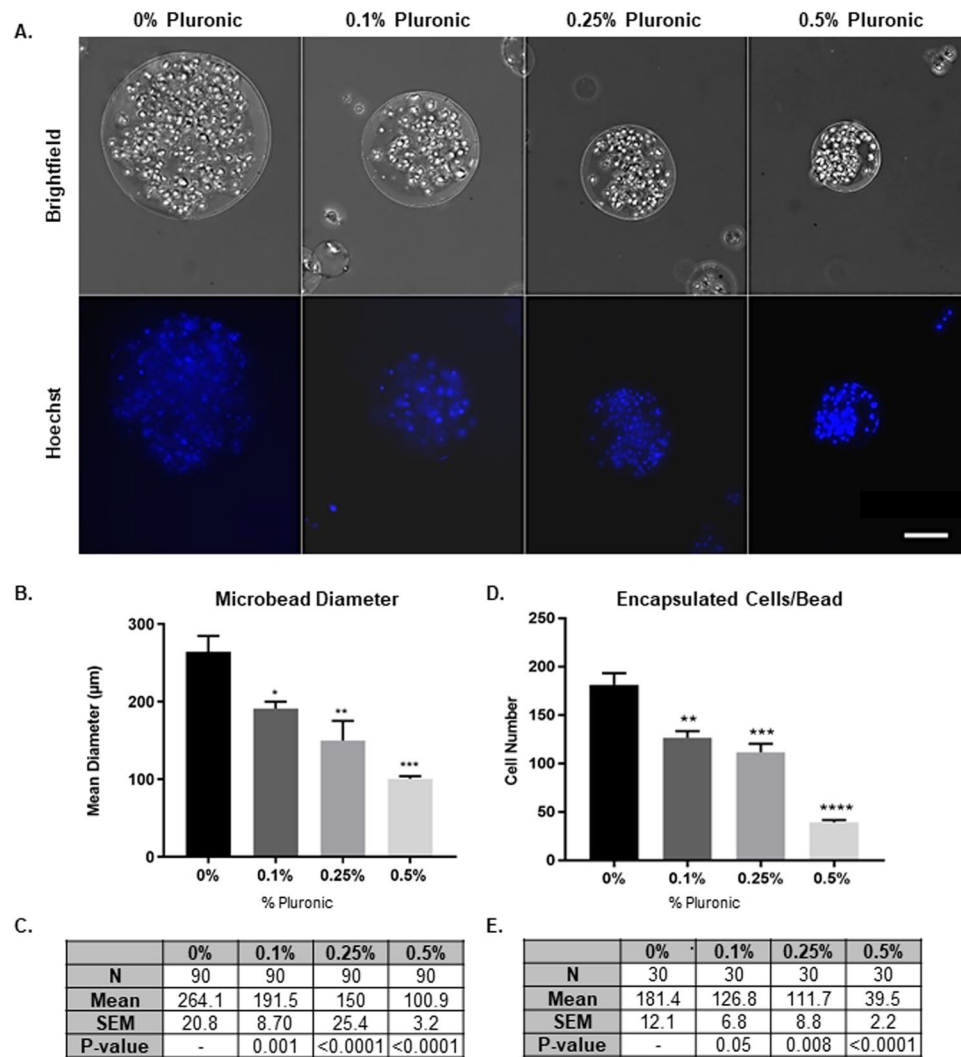 0% Pluronic 0.1% Pluronic 0.25% Pluronic 0.5% Pluronic
A.
Brightfield
Hoechst
B.
Microbead Diameter
Mean Diameter (µm)
300
200
100
0
*
**
***
0% 0.1% 0.25% 0.5%
% Pluronic
D.
Encapsulated Cells/Bead
Cell Number
250
200
150
100
50
0
**
***
****
0% 0.1% 0.25% 0.5%
% Pluronic
C.
0% 0.1% 0.25% 0.5%
N 90 90 90 90
Mean 264.1 191.5 150 100.9
SEM 20.8 8.70 25.4 3.2
P-value - 0.001 <0.0001 <0.0001
E.
0% 0.1% 0.25% 0.5%
N 30 30 30 30
Mean 181.4 126.8 111.7 39.5
SEM 12.1 6.8 8.8 2.2
P-value - 0.05 0.008 <0.0001